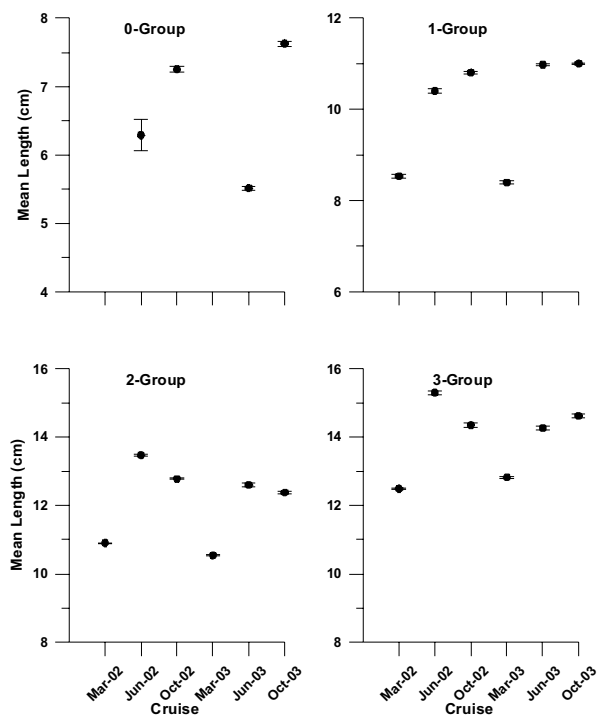 0-Group
8
7
6
5
4
Mean Length (cm)
1-Group
12
10
8
6
2-Group
16
14
12
10
8
Mean Length (cm)
Mar-02
Jun-02
Oct-02
Mar-03
Jun-03
Oct-03
Cruise
3-Group
16
14
12
10
8
Mar-02
Jun-02
Oct-02
Mar-03
Jun-03
Oct-03
Cruise